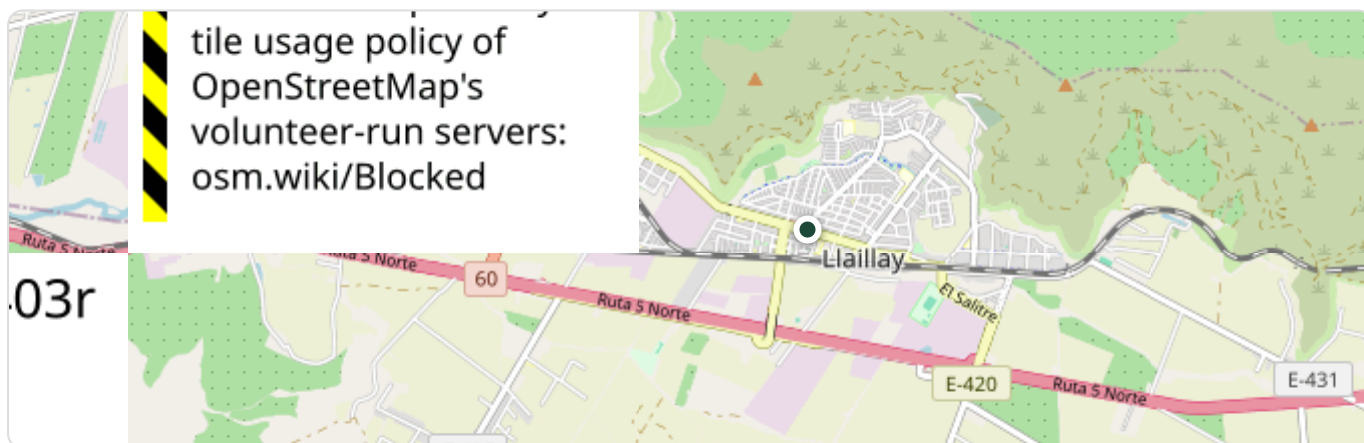 tile usage policy of
OpenStreetMap's
volunteer-run servers:
osm.wiki/Blocked
Ruta 5 Norte
Llaillay
60
03r
Ruta 5 Norte
El Salitre
E-420
Ruta 5 Norte
E-431